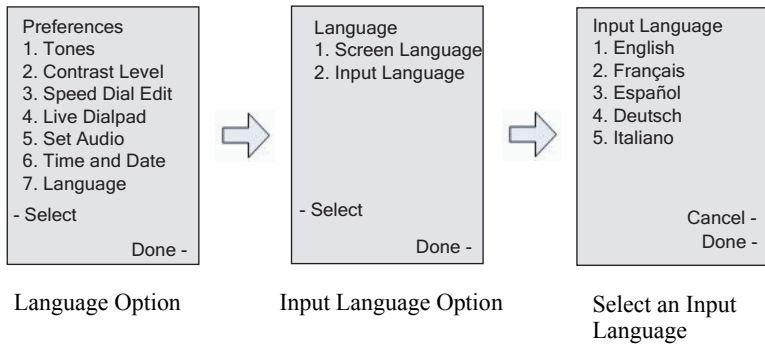 Preferences
1. Tones
2. Contrast Level
3. Speed Dial Edit
4. Live Dialpad
5. Set Audio
6. Time and Date
7. Language
- Select
Done -
Language Option
Language
1. Screen Language
2. Input Language
- Select
Done -
Input Language Option
Input Language
1. English
2. Français
3. Español
4. Deutsch
5. Italiano
Cancel -
Done -
Select an Input
Language